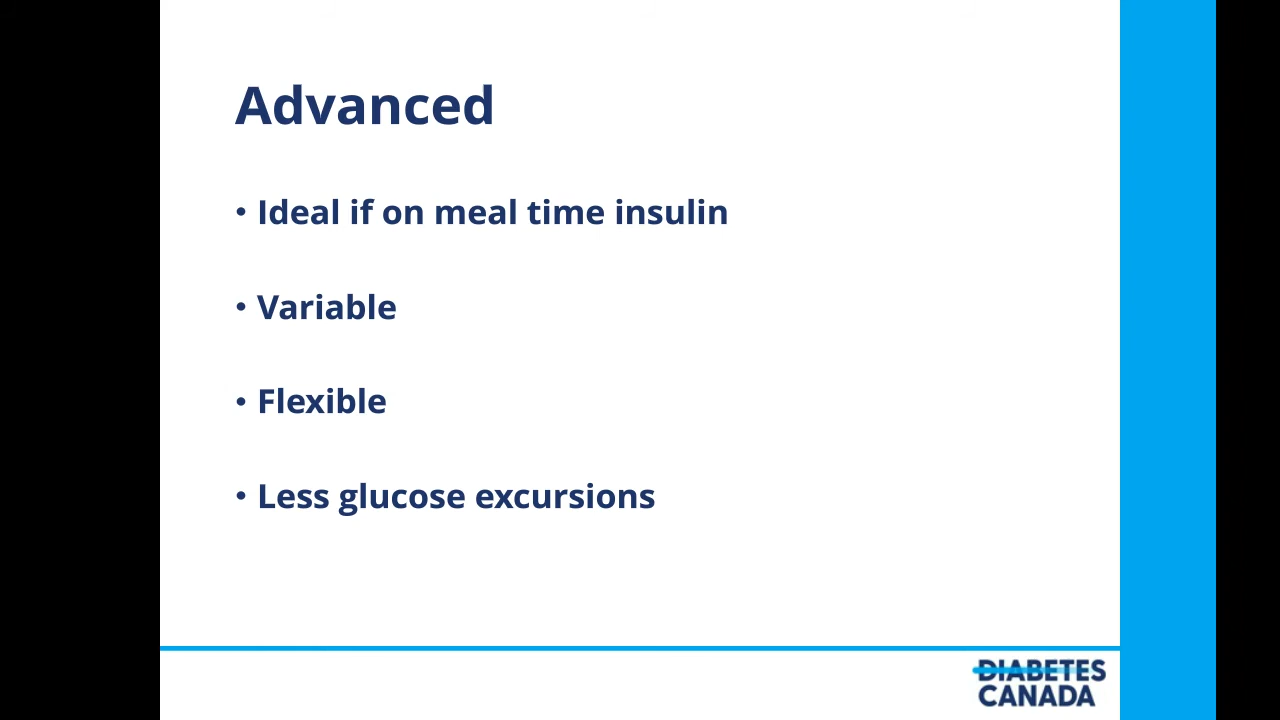 Advanced
• Ideal if on meal time insulin
• Variable
• Flexible
• Less glucose excursions
DIABETES
CANADA